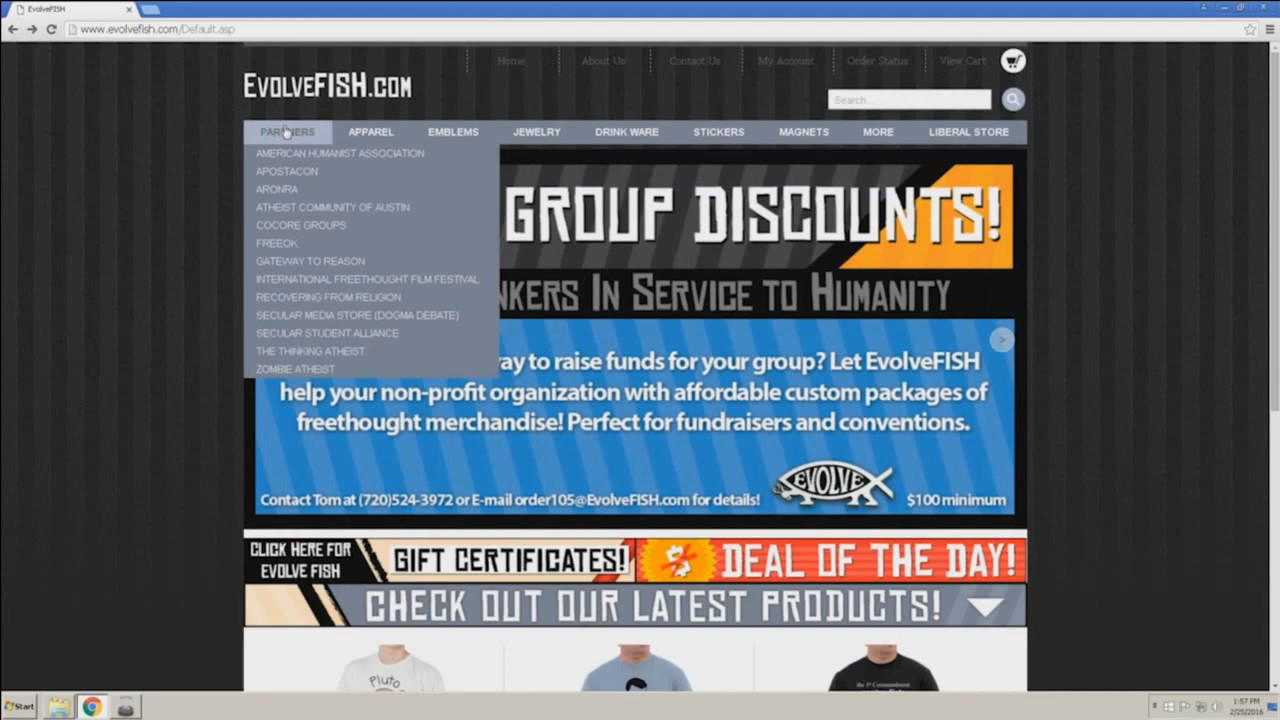 EvolveFISH
www.evolvefish.com/Default.asp
Home About Us Contact Us My Account Order Status View Cart
EVOLVEFISH.COM
Search...
PARTNERS APPAREL EMBLEMS JEWELRY DRINK WARE STICKERS MAGNETS MORE LIBERAL STORE
AMERICAN HUMANIST ASSOCIATION
APOSTACON
ARONRA
ATHEIST COMMUNITY OF AUSTIN
COCORE GROUPS
FREEOK
GATEWAY TO REASON
INTERNATIONAL FREETHOUGHT FILM FESTIVAL
RECOVERING FROM RELIGION
SECULAR MEDIA STORE (DOGMA DEBATE)
SECULAR STUDENT ALLIANCE
THE THINKING ATHEIST
ZOMBIE ATHEIST
GROUP DISCOUNTS!
NKERS IN SERVICE TO HUMANITY
way to raise funds for your group? Let EvolveFISH
help your non-profit organization with affordable custom packages of
freethought merchandise! Perfect for fundraisers and conventions.
EVOLVE
Contact Tom at (720)524-3972 or E-mail order105@EvolveFISH.com for details! $100 minimum
CLICK HERE FOR
EVOLVE FISH
GIFT CERTIFICATES!
DEAL OF THE DAY!
CHECK OUT OUR LATEST PRODUCTS!
Pluto
the 1st Commandment
Start
1:57 PM
2/25/2016